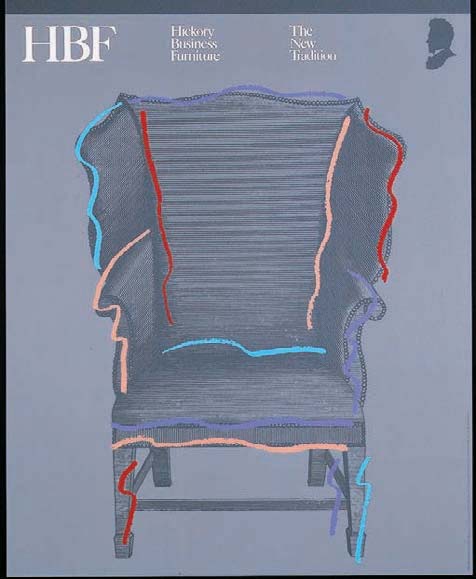 HBF
Hickory
Business
Furniture
The
New
Tradition